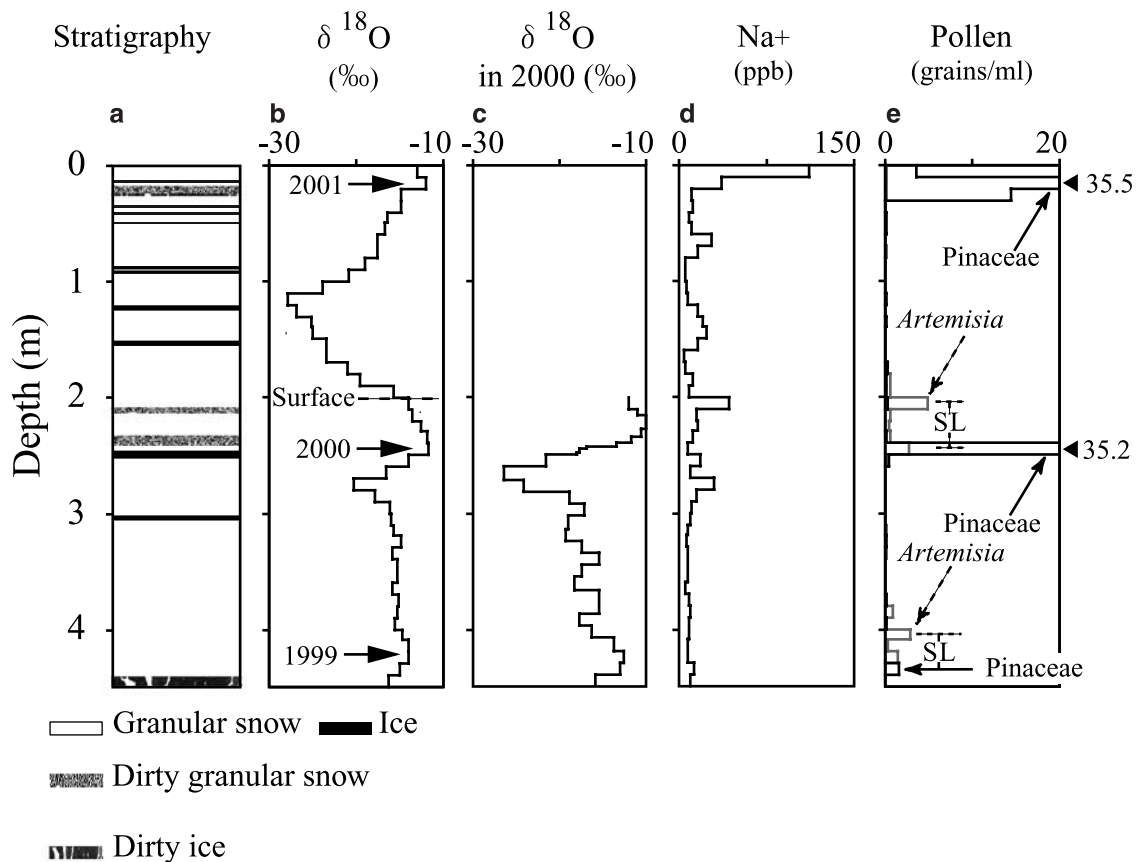 Stratigraphy
δ 18O
(‰)
δ 18O
in 2000 (‰)
Na+
(ppb)
Pollen
(grains/ml)
a
b
c
d
e
-30 -10
-30 -10
0 150
0 20
0
1
2
3
4
Depth (m)
2001
Surface
2000
1999
35.5
Pinaceae
Artemisia
SL
35.2
Pinaceae
Artemisia
SL
Pinaceae
Granular snow
Ice
Dirty granular snow
Dirty ice